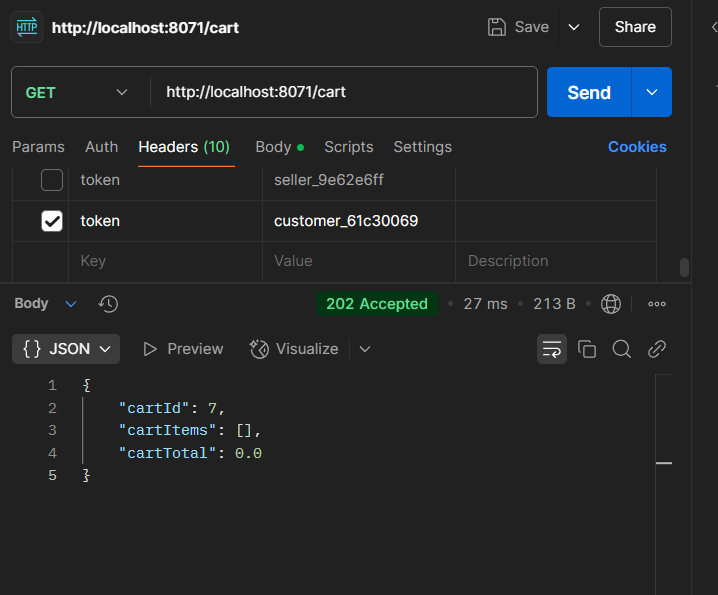 HTTP http://localhost:8071/cart Save Share
GET http://localhost:8071/cart Send
Params Auth Headers (10) Body Scripts Settings Cookies
token seller_9e62e6ff
token customer_61c30069
Key Value Description
Body 202 Accepted • 27 ms • 213 B
{} JSON Preview Visualize
1 {
2 "cartId": 7,
3 "cartItems": [],
4 "cartTotal": 0.0
5 }